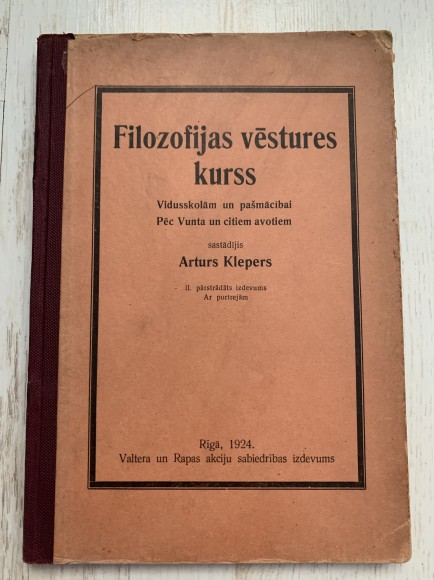 Filozofijas vēstures
kurss
Vidusskolām un pašmācībai
Pēc Vunta un citiem avotiem
sastādījis
Arturs Klepers
II. pārstrādāts izdevums
Ar portrejām
Rīgā, 1924.
Valtera un Rapas akciju sabiedrības izdevums